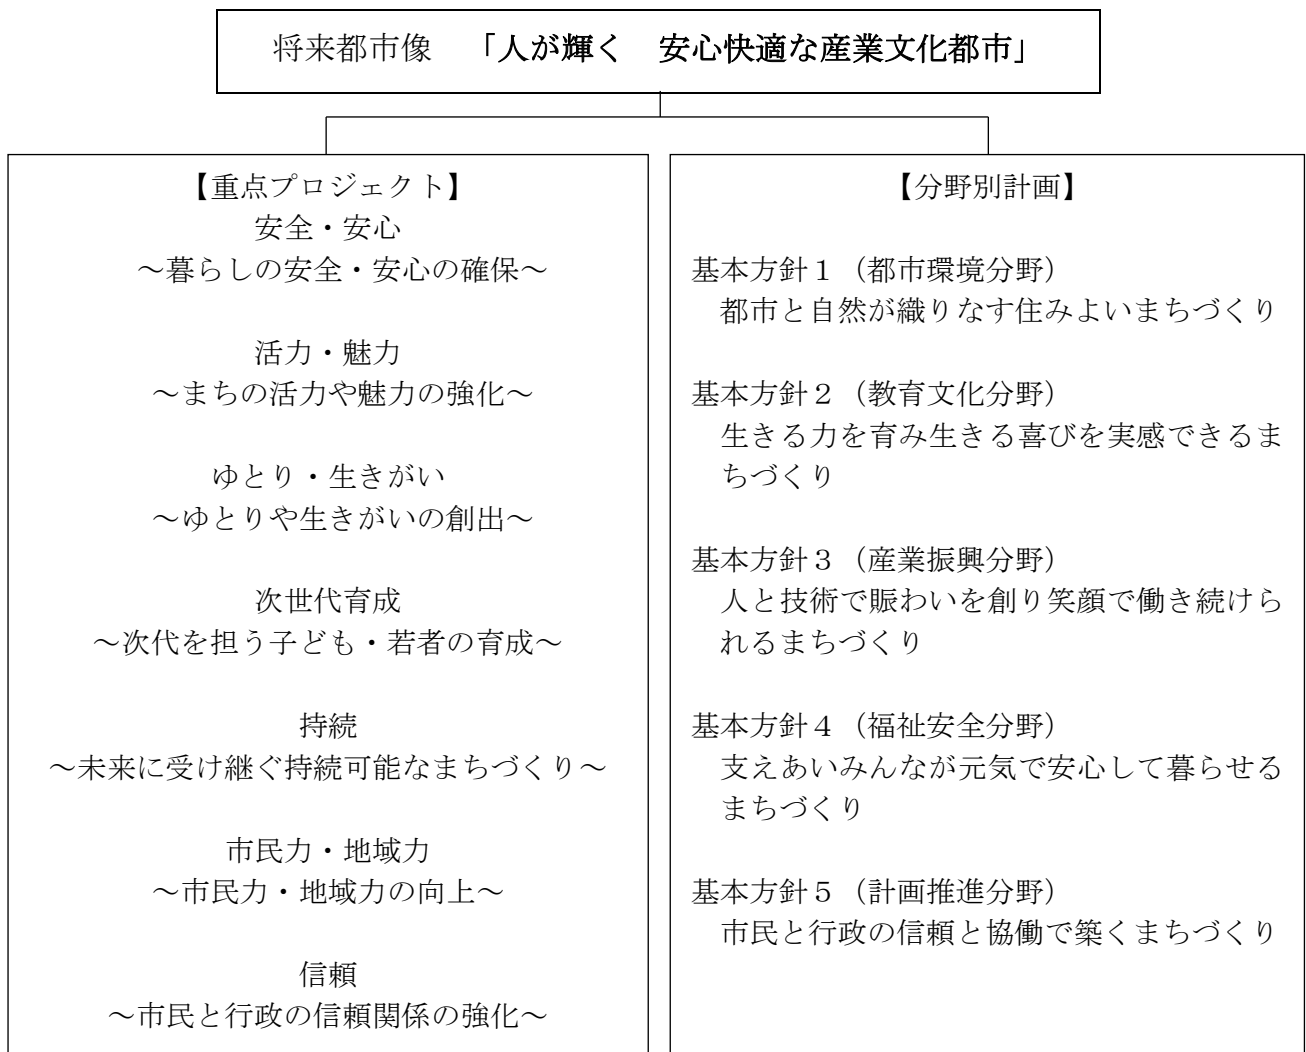 将来都市像　「人が輝く　安心快適な産業文化都市」
【重点プロジェクト】
安全・安心
～暮らしの安全・安心の確保～
活力・魅力
～まちの活力や魅力の強化～
ゆとり・生きがい
～ゆとりや生きがいの創出～
次世代育成
～次代を担う子ども・若者の育成～
持続
～未来に受け継ぐ持続可能なまちづくり～
市民力・地域力
～市民力・地域力の向上～
信頼
～市民と行政の信頼関係の強化～
【分野別計画】
基本方針１（都市環境分野）
都市と自然が織りなす住みよいまちづくり
基本方針２（教育文化分野）
生きる力を育み生きる喜びを実感できるま
ちづくり
基本方針３（産業振興分野）
人と技術で賑わいを創り笑顔で働き続けら
れるまちづくり
基本方針４（福祉安全分野）
支えあいみんなが元気で安心して暮らせる
まちづくり
基本方針５（計画推進分野）
市民と行政の信頼と協働で築くまちづくり